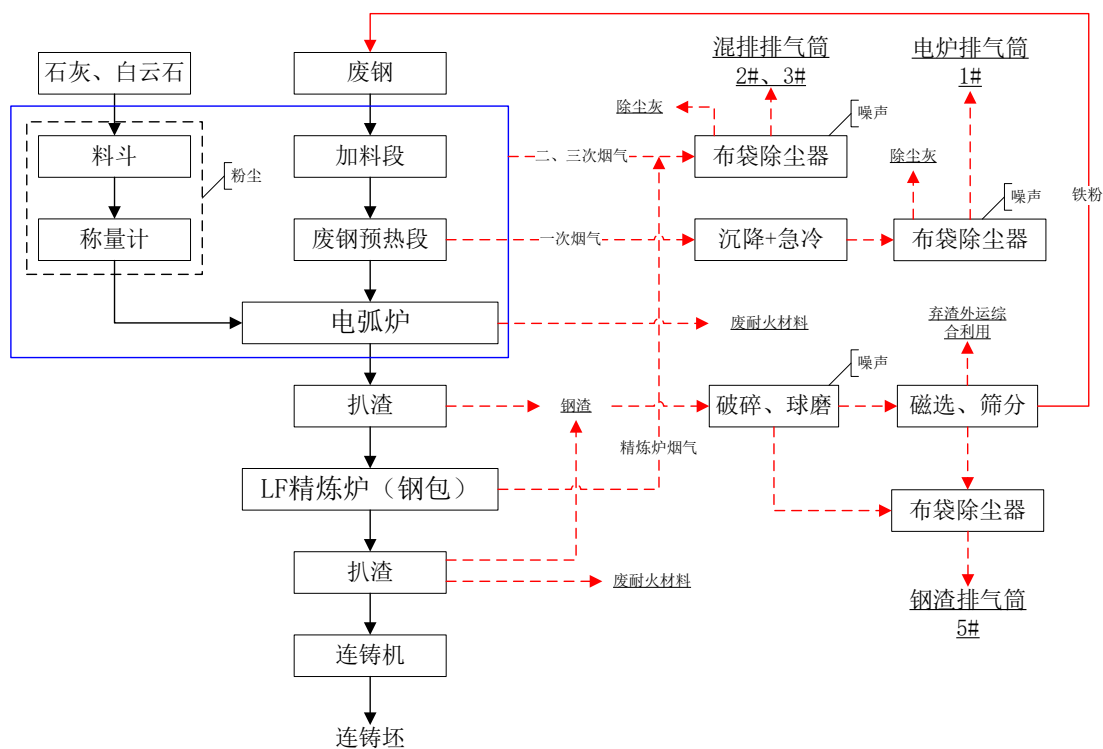 混排排气筒
2#、3#
电炉排气筒
1#
石灰、白云石
废钢
除尘灰
噪声
料斗
加料段
二、三次烟气
布袋除尘器
除尘灰
粉尘
噪声
铁粉
称量计
废钢预热段
一次烟气
沉降+急冷
布袋除尘器
电弧炉
废耐火材料
弃渣外运综
合利用
噪声
扒渣
钢渣
破碎、球磨
磁选、筛分
精炼炉烟气
LF精炼炉（钢包）
布袋除尘器
扒渣
废耐火材料
钢渣排气筒
5#
连铸机
连铸坯